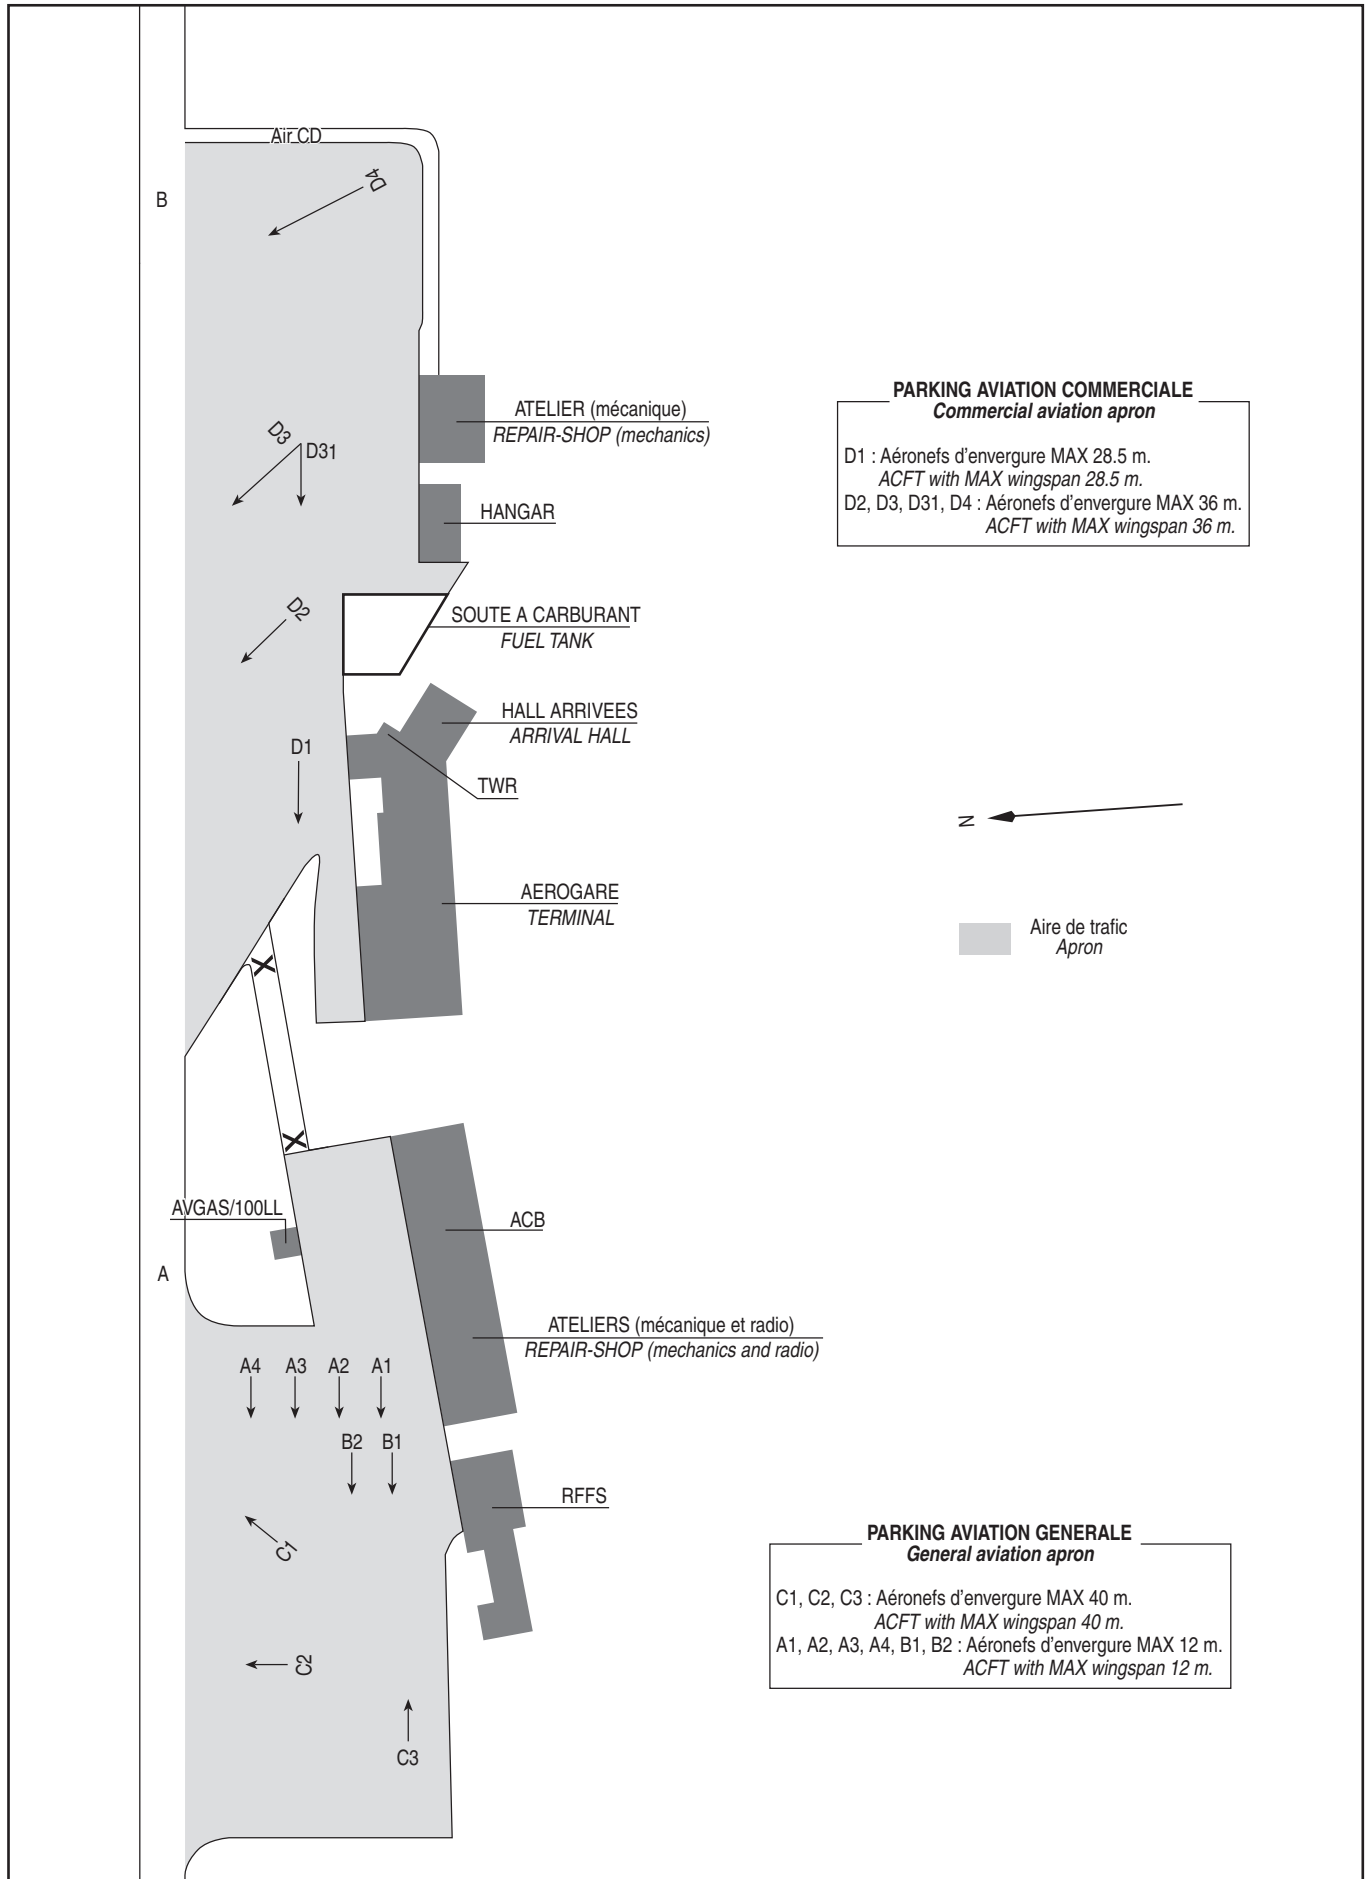 Air CD
D4
B
PARKING AVIATION COMMERCIALE
Commercial aviation apron
D1 : Aéronefs d'envergure MAX 28.5 m.
ACFT with MAX wingspan 28.5 m.
D2, D3, D31, D4 : Aéronefs d'envergure MAX 36 m.
ACFT with MAX wingspan 36 m.
ATELIER (mécanique)
REPAIR-SHOP (mechanics)
D3
D31
HANGAR
D2
SOUTE A CARBURANT
FUEL TANK
HALL ARRIVEES
ARRIVAL HALL
D1
TWR
N
AEROGARE
TERMINAL
Aire de trafic
Apron
X
X
AVGAS/100LL
ACB
A
ATELIERS (mécanique et radio)
REPAIR-SHOP (mechanics and radio)
A4 A3 A2 A1
B2 B1
RFFS
C1
PARKING AVIATION GENERALE
General aviation apron
C1, C2, C3 : Aéronefs d'envergure MAX 40 m.
ACFT with MAX wingspan 40 m.
A1, A2, A3, A4, B1, B2 : Aéronefs d'envergure MAX 12 m.
ACFT with MAX wingspan 12 m.
C2
C3